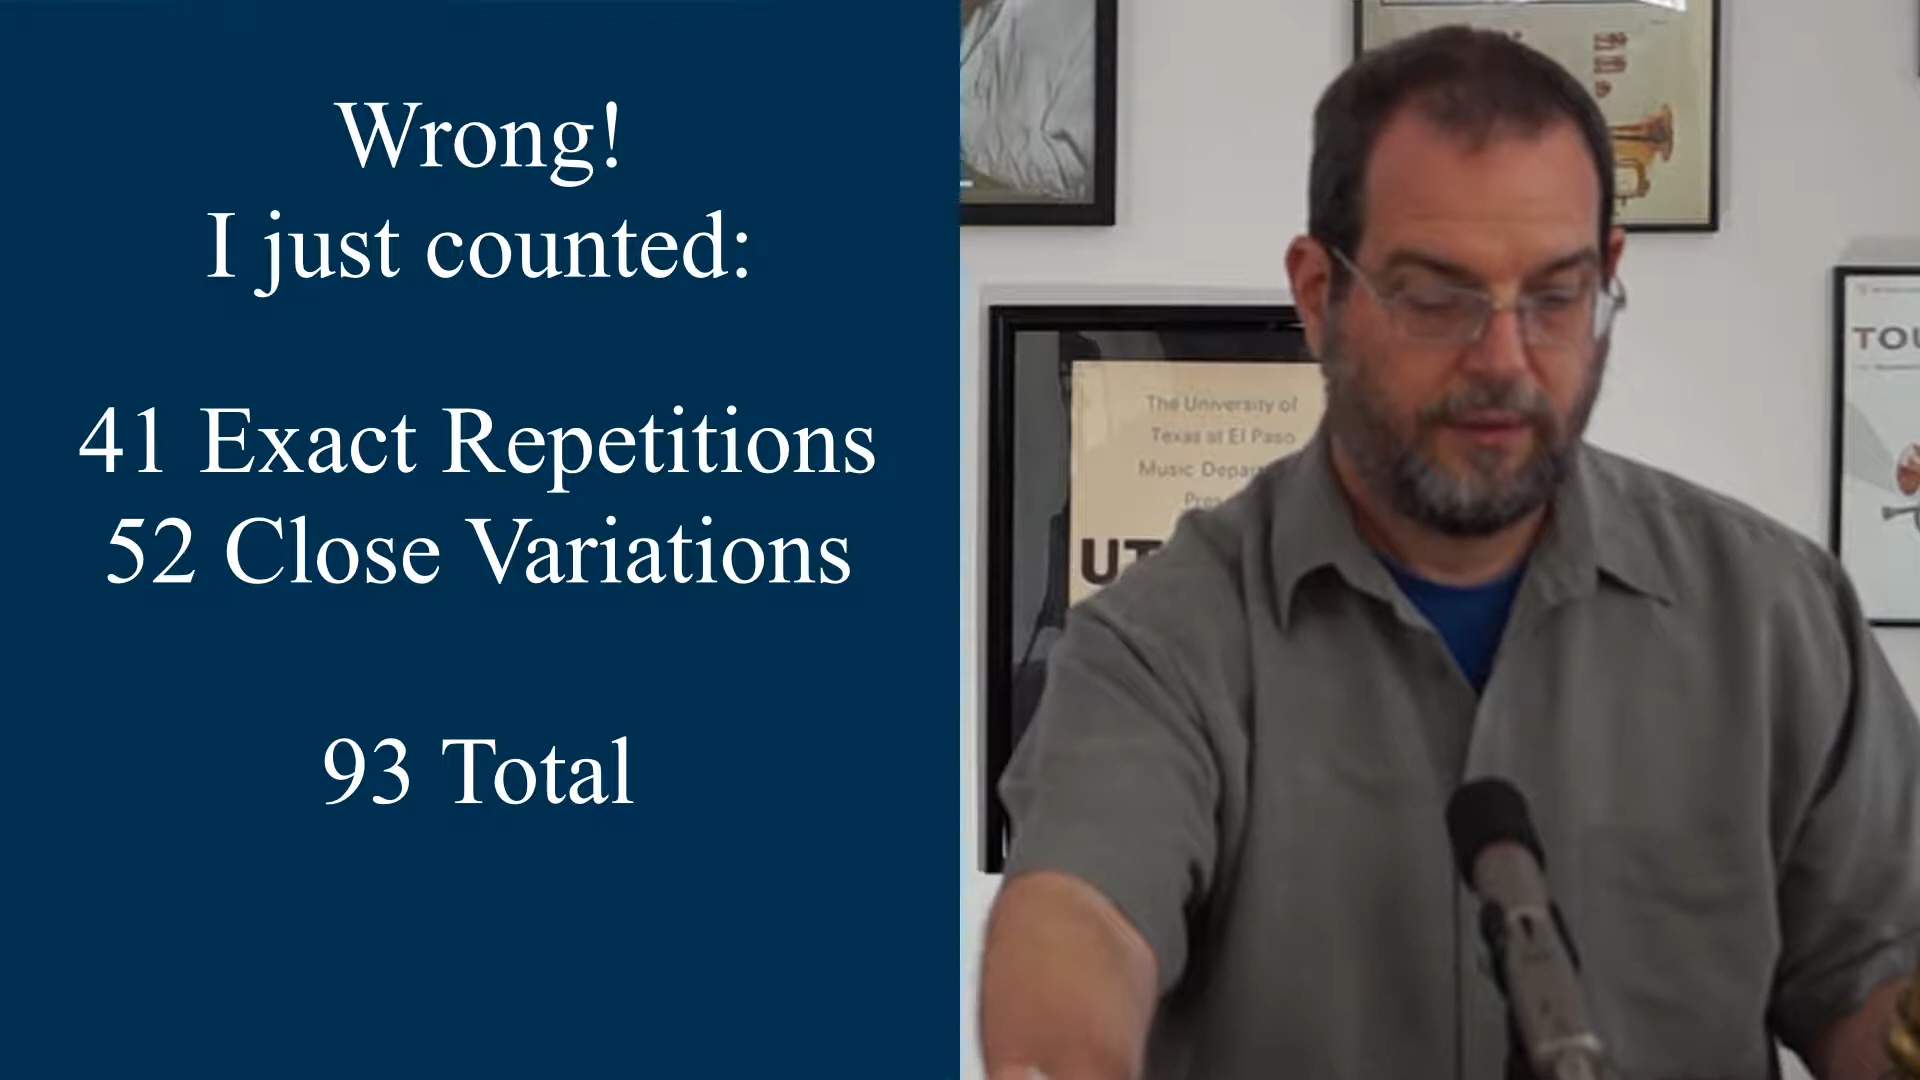 Wrong!
I just counted:
41 Exact Repetitions
52 Close Variations
93 Total
The University of
Texas at El Paso
Music
TOU